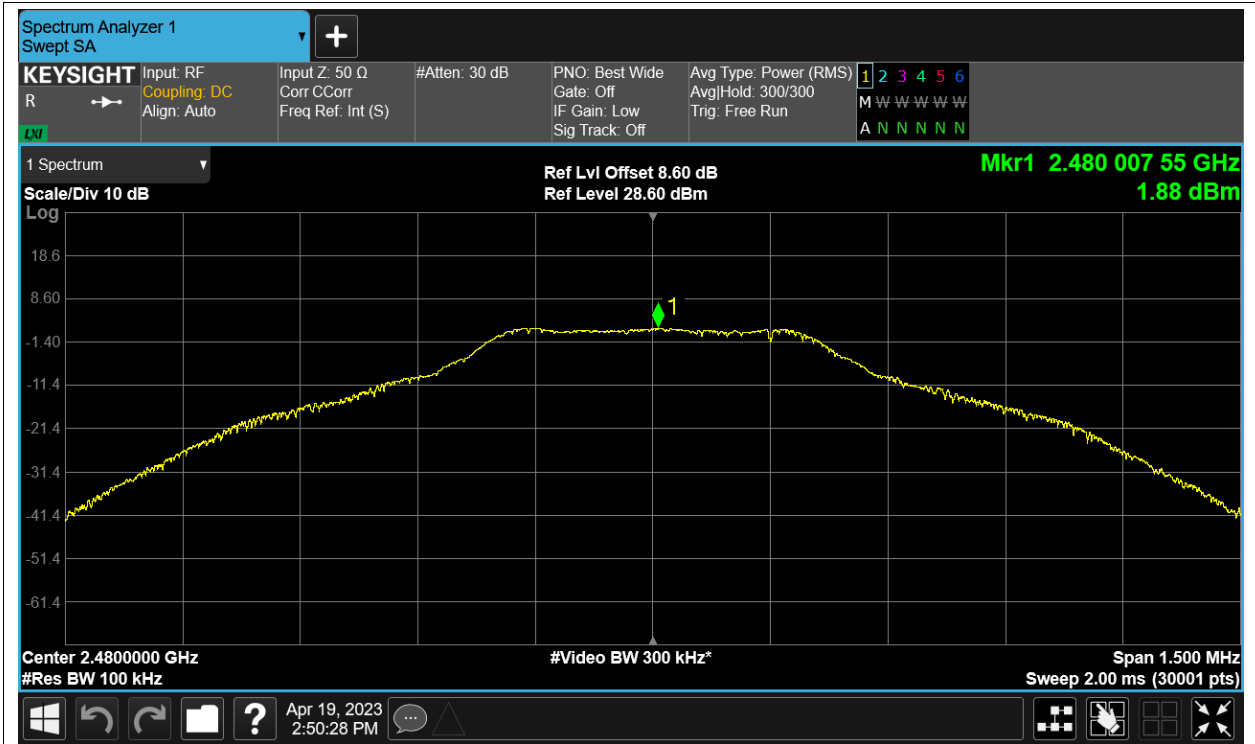 Spectrum Analyzer 1
Swept SA
+
KEYSIGHT
R
LXI
Input: RF
Coupling: DC
Align: Auto
Input Z: 50 Ω
Corr CCorr
Freq Ref: Int (S)
#Atten: 30 dB
PNO: Best Wide
Gate: Off
IF Gain: Low
Sig Track: Off
Avg Type: Power (RMS)
Avg|Hold: 300/300
Trig: Free Run
1 2 3 4 5 6
M W W W W W
A N N N N N
1 Spectrum
Scale/Div 10 dB
Log
Ref Lvl Offset 8.60 dB
Ref Level 28.60 dBm
Mkr1 2.480 007 55 GHz
1.88 dBm
18.6
8.60
1
-1.40
-11.4
-21.4
-31.4
-41.4
-51.4
-61.4
Center 2.4800000 GHz
#Res BW 100 kHz
#Video BW 300 kHz*
Span 1.500 MHz
Sweep 2.00 ms (30001 pts)
?
Apr 19, 2023
2:50:28 PM